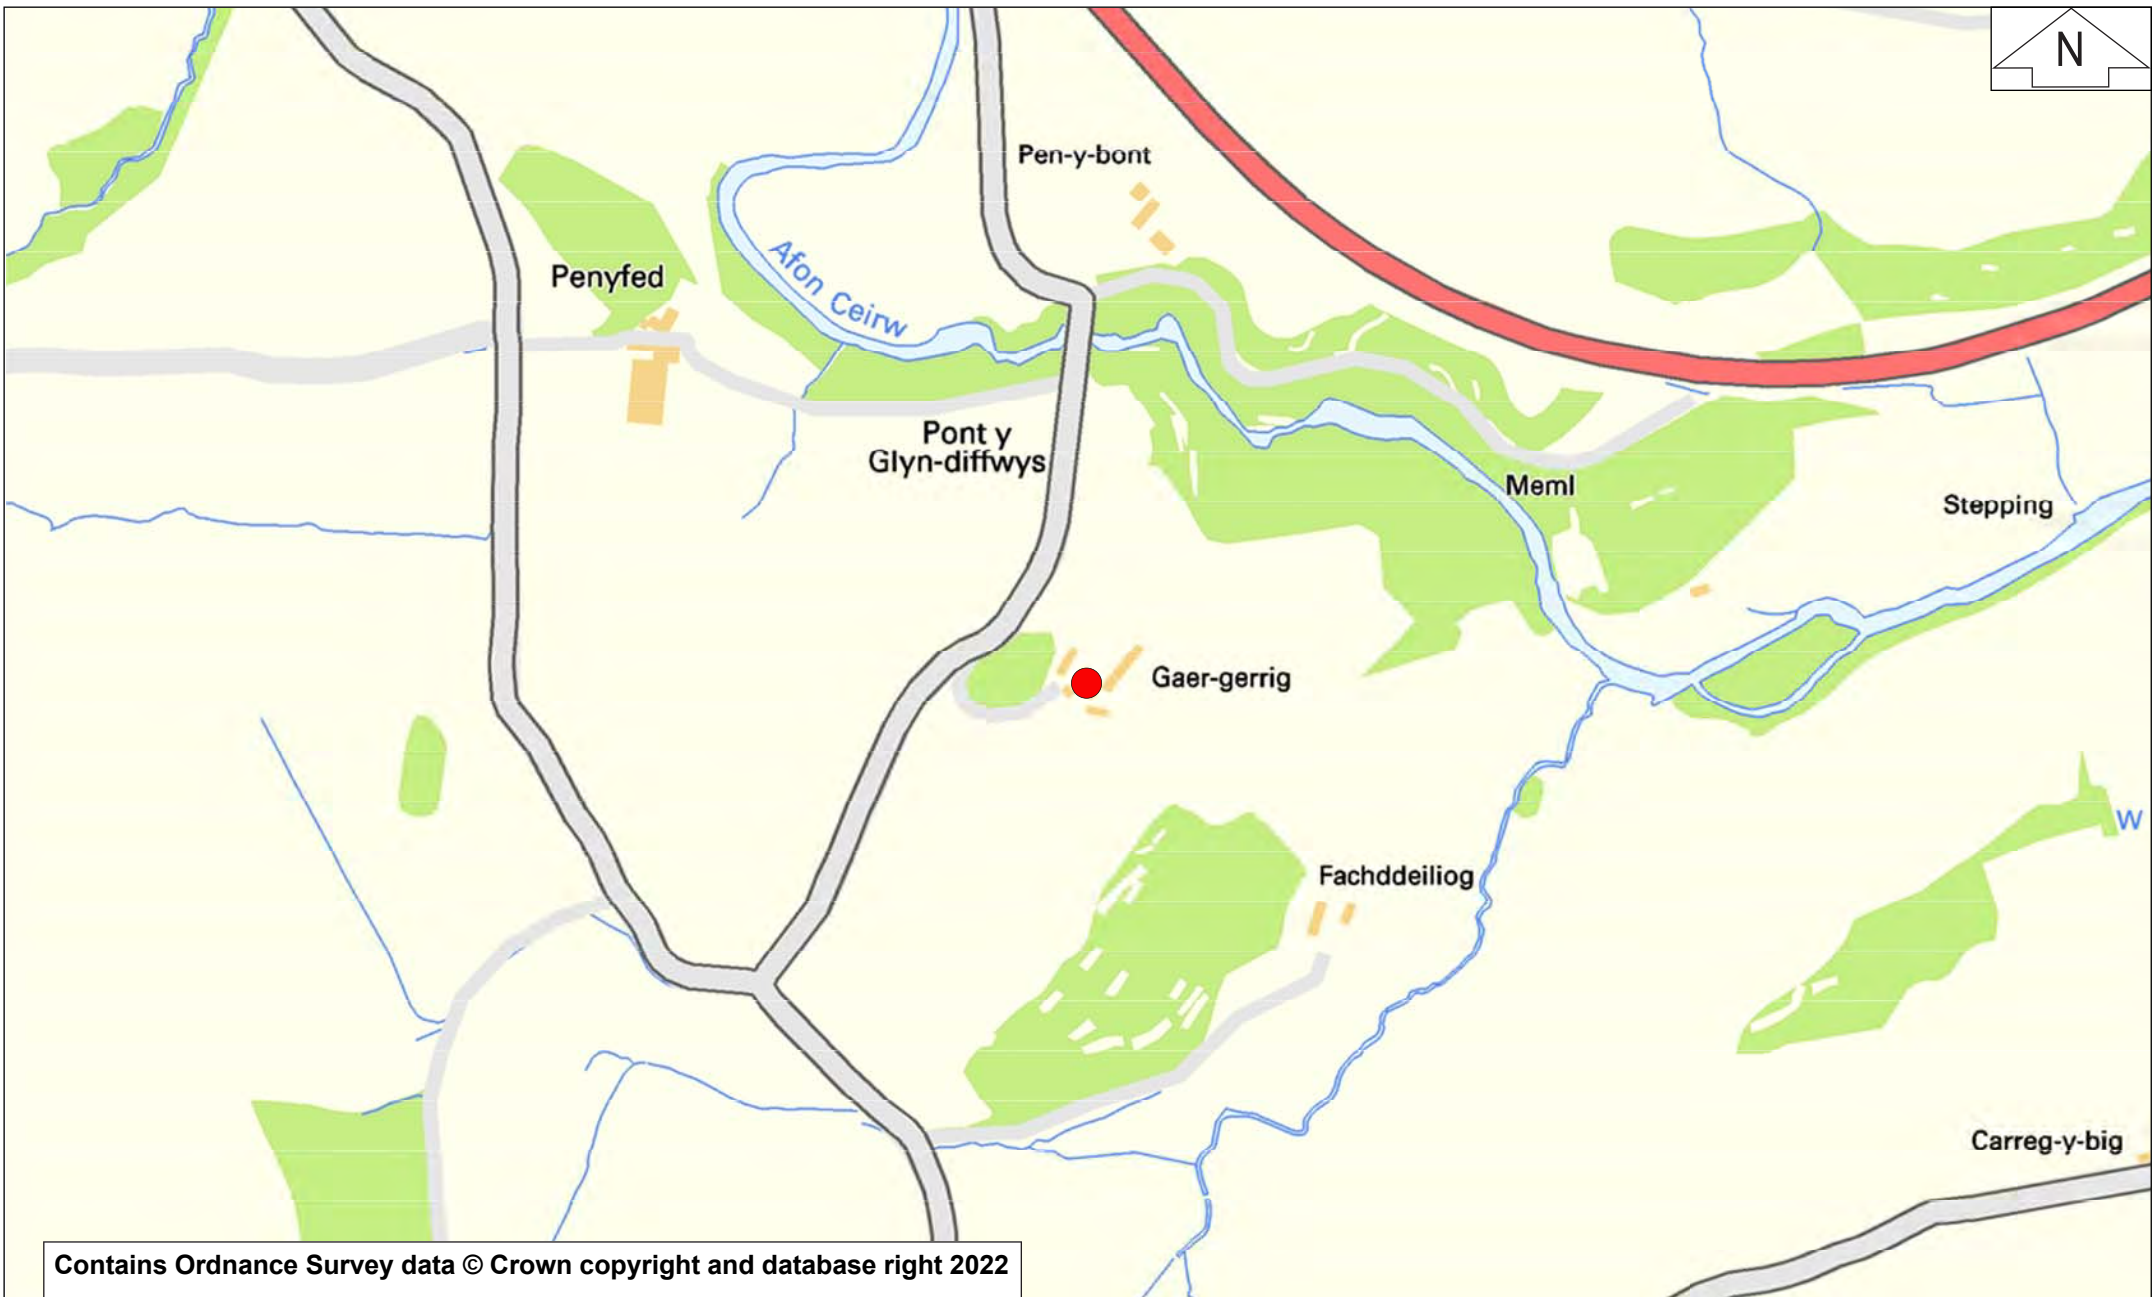 N
Pen-y-bont
Penyfed
Afon Ceirw
Pont y
Glyn-diffwys
Meml
Stepping
Gaer-gerrig
W
Fachddeiliog
Carreg-y-big
Contains Ordnance Survey data © Crown copyright and database right 2022